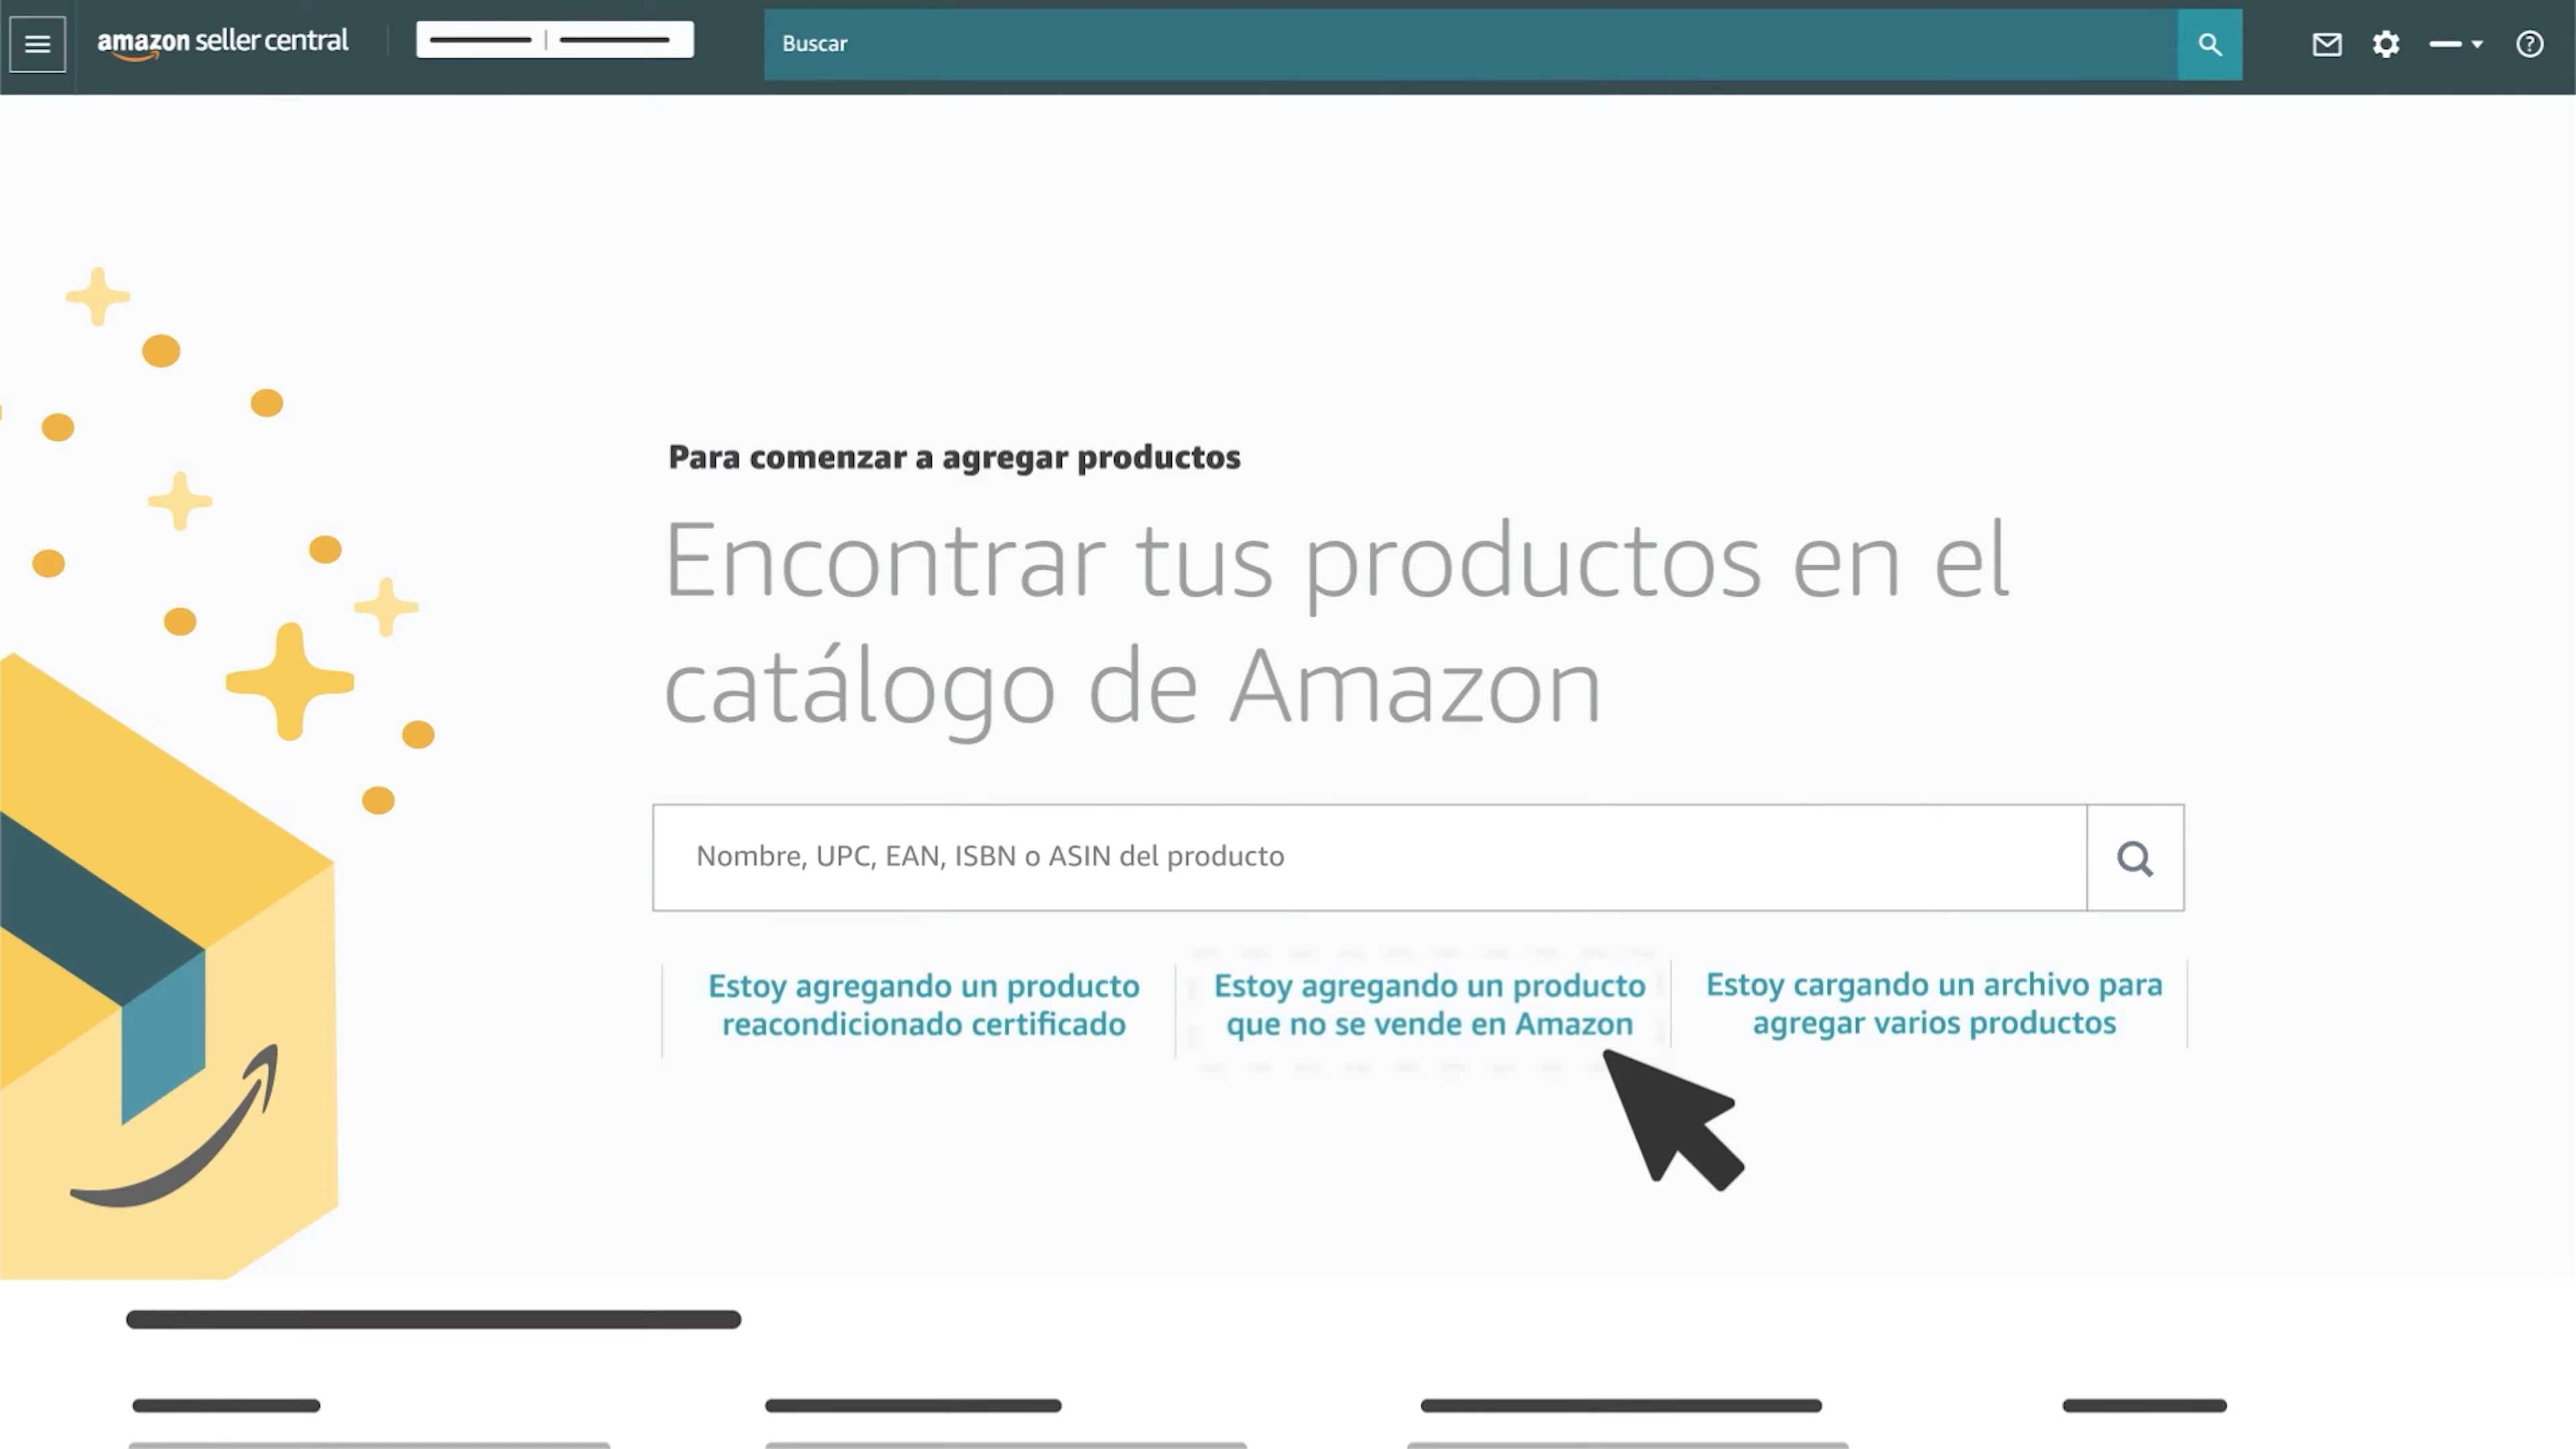 amazon seller central
Buscar
Para comenzar a agregar productos
Encontrar tus productos en el
catálogo de Amazon
Nombre, UPC, EAN, ISBN o ASIN del producto
Estoy agregando un producto
reacondicionado certificado
Estoy agregando un producto
que no se vende en Amazon
Estoy cargando un archivo para
agregar varios productos